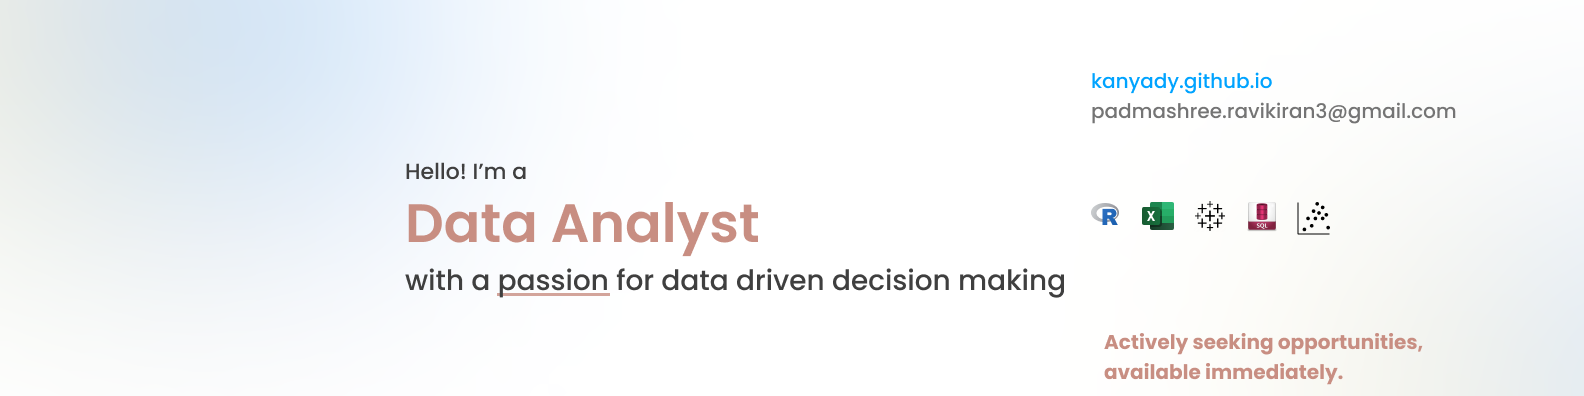 kanyady.github.io
padmashree.ravikiran3@gmail.com
Hello! I’m a
Data Analyst
with a passion for data driven decision making
R
X
SQL
Actively seeking opportunities,
available immediately.